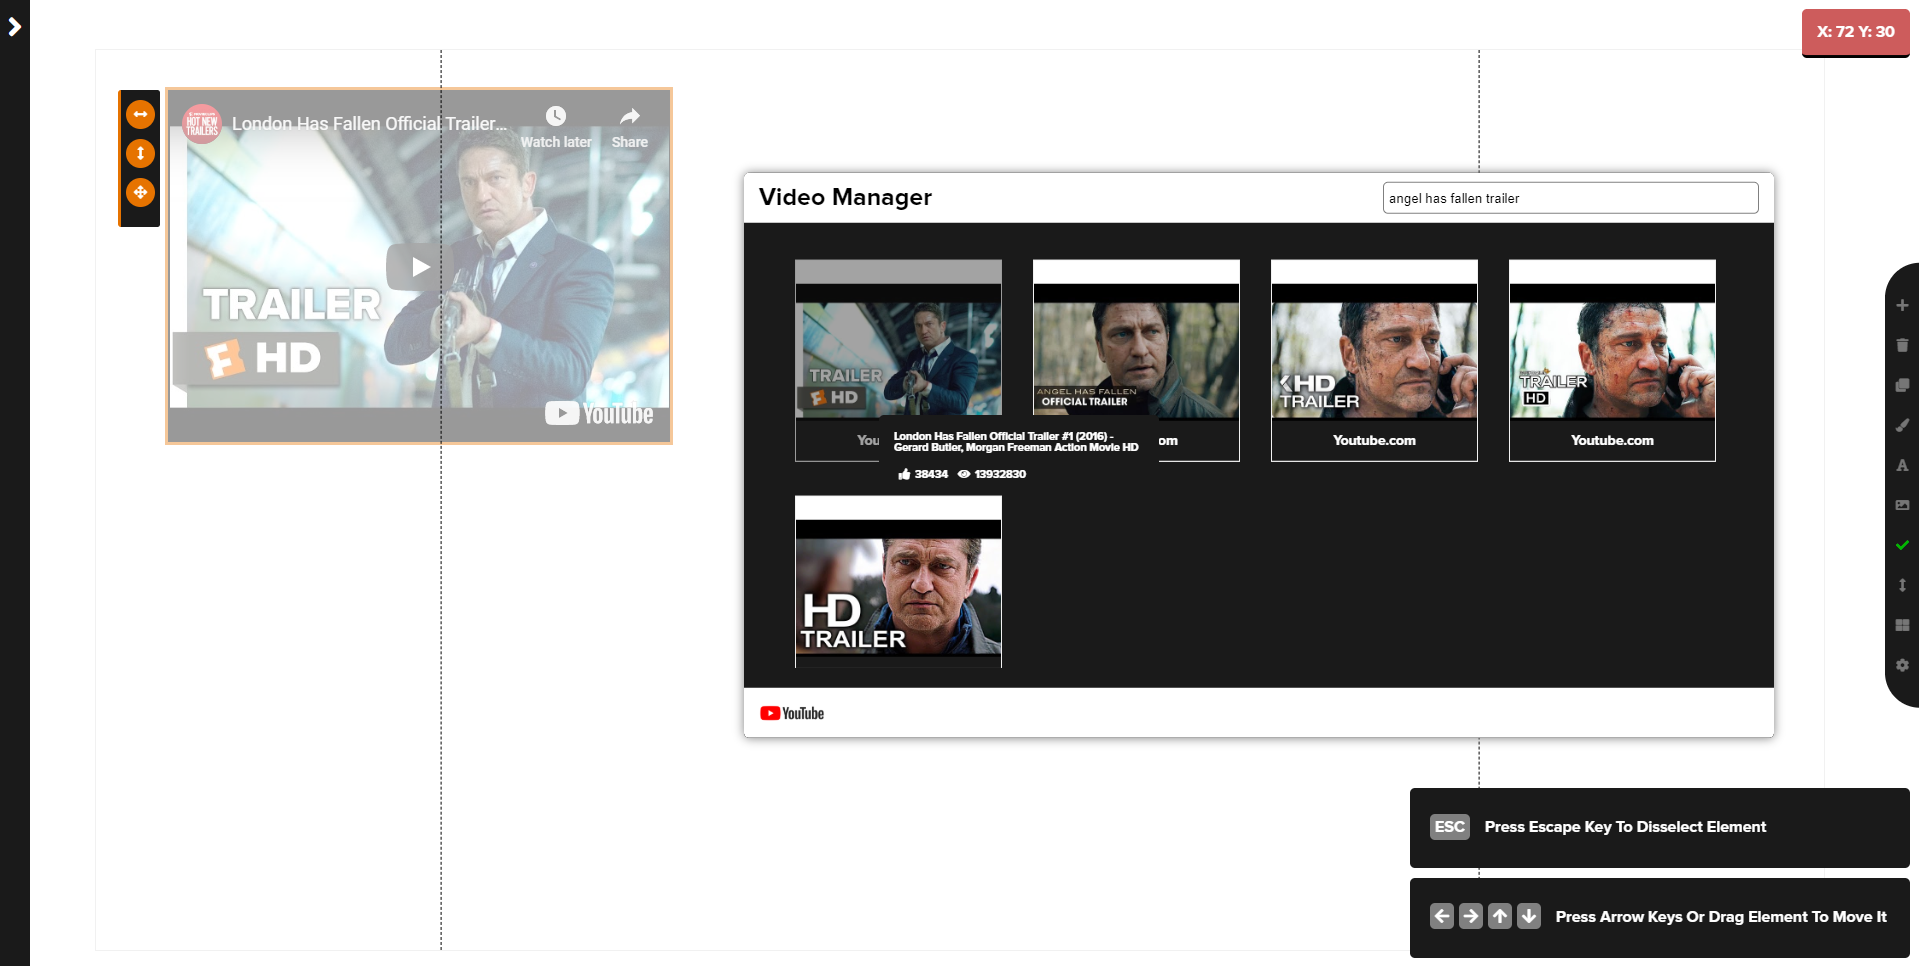 X: 72 Y: 30
HOT NEW
TRAILERS
London Has Fallen Official Trailer...
Watch later
Share
TRAILER
HD
YouTube
Video Manager
angel has fallen trailer
TRAILER
HD
ANGEL HAS FALLEN
OFFICIAL TRAILER
HD
TRAILER
TRAILER
HD
You
om
Youtube.com
Youtube.com
London Has Fallen Official Trailer #1 (2016) -
Gerard Butler, Morgan Freeman Action Movie HD
38434 13932830
HD
TRAILER
YouTube
ESC Press Escape Key To Disselect Element
Press Arrow Keys Or Drag Element To Move It